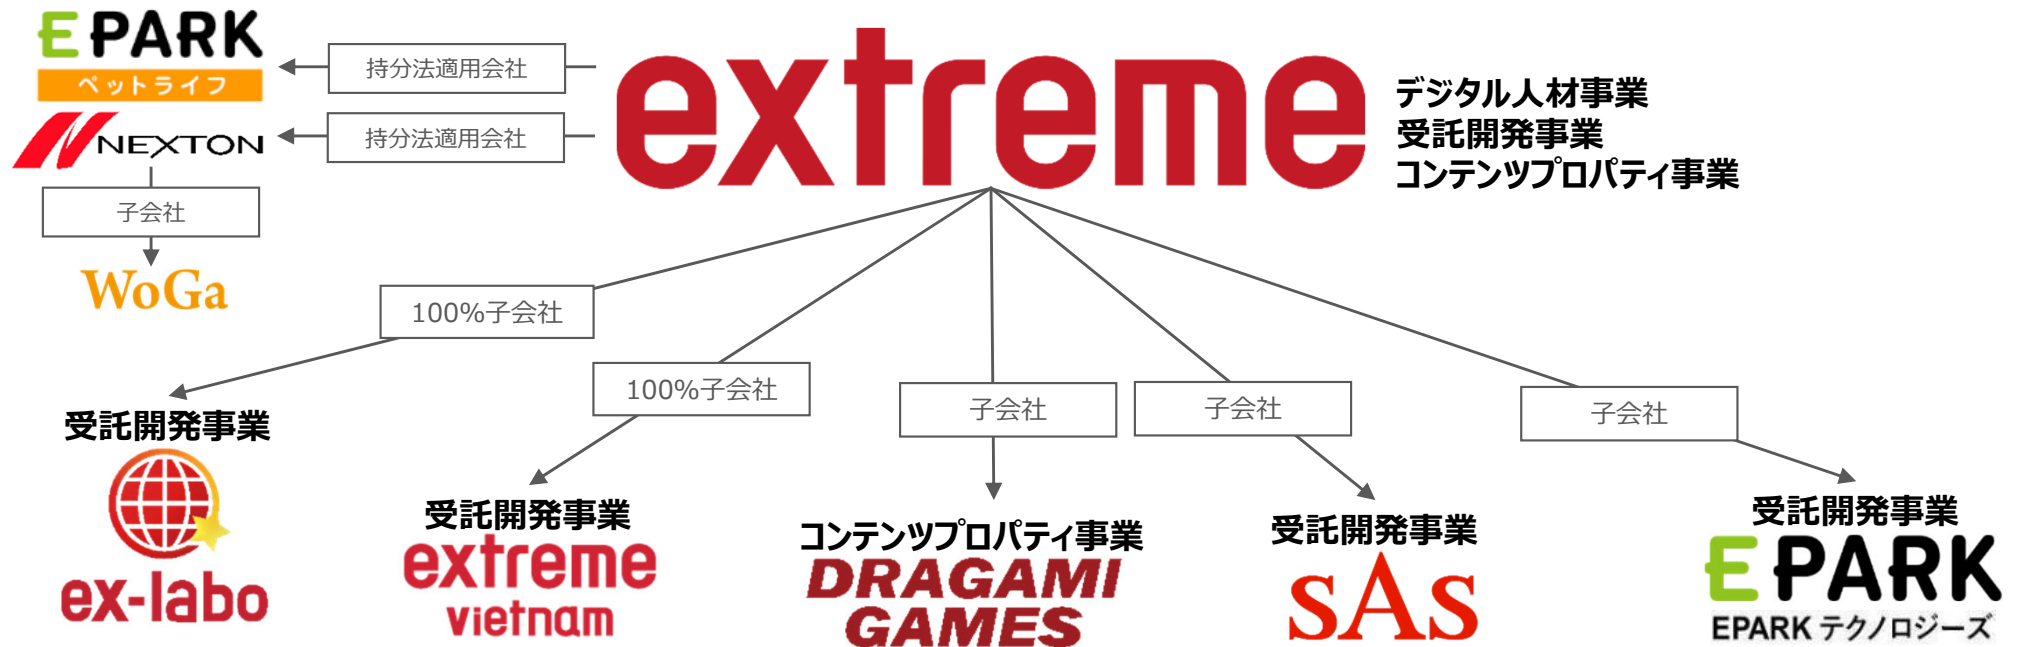 EPARK
ペットライフ
持分法適用会社
NEXTON
持分法適用会社
子会社
WoGa
extreme
デジタル人材事業
受託開発事業
コンテンツプロパティ事業
100%子会社
100%子会社
子会社
子会社
子会社
受託開発事業
ex-labo
受託開発事業
extreme
vietnam
コンテンツプロパティ事業
DRAGAMI
GAMES
受託開発事業
sAs
受託開発事業
EPARK
EPARK テクノロジーズ